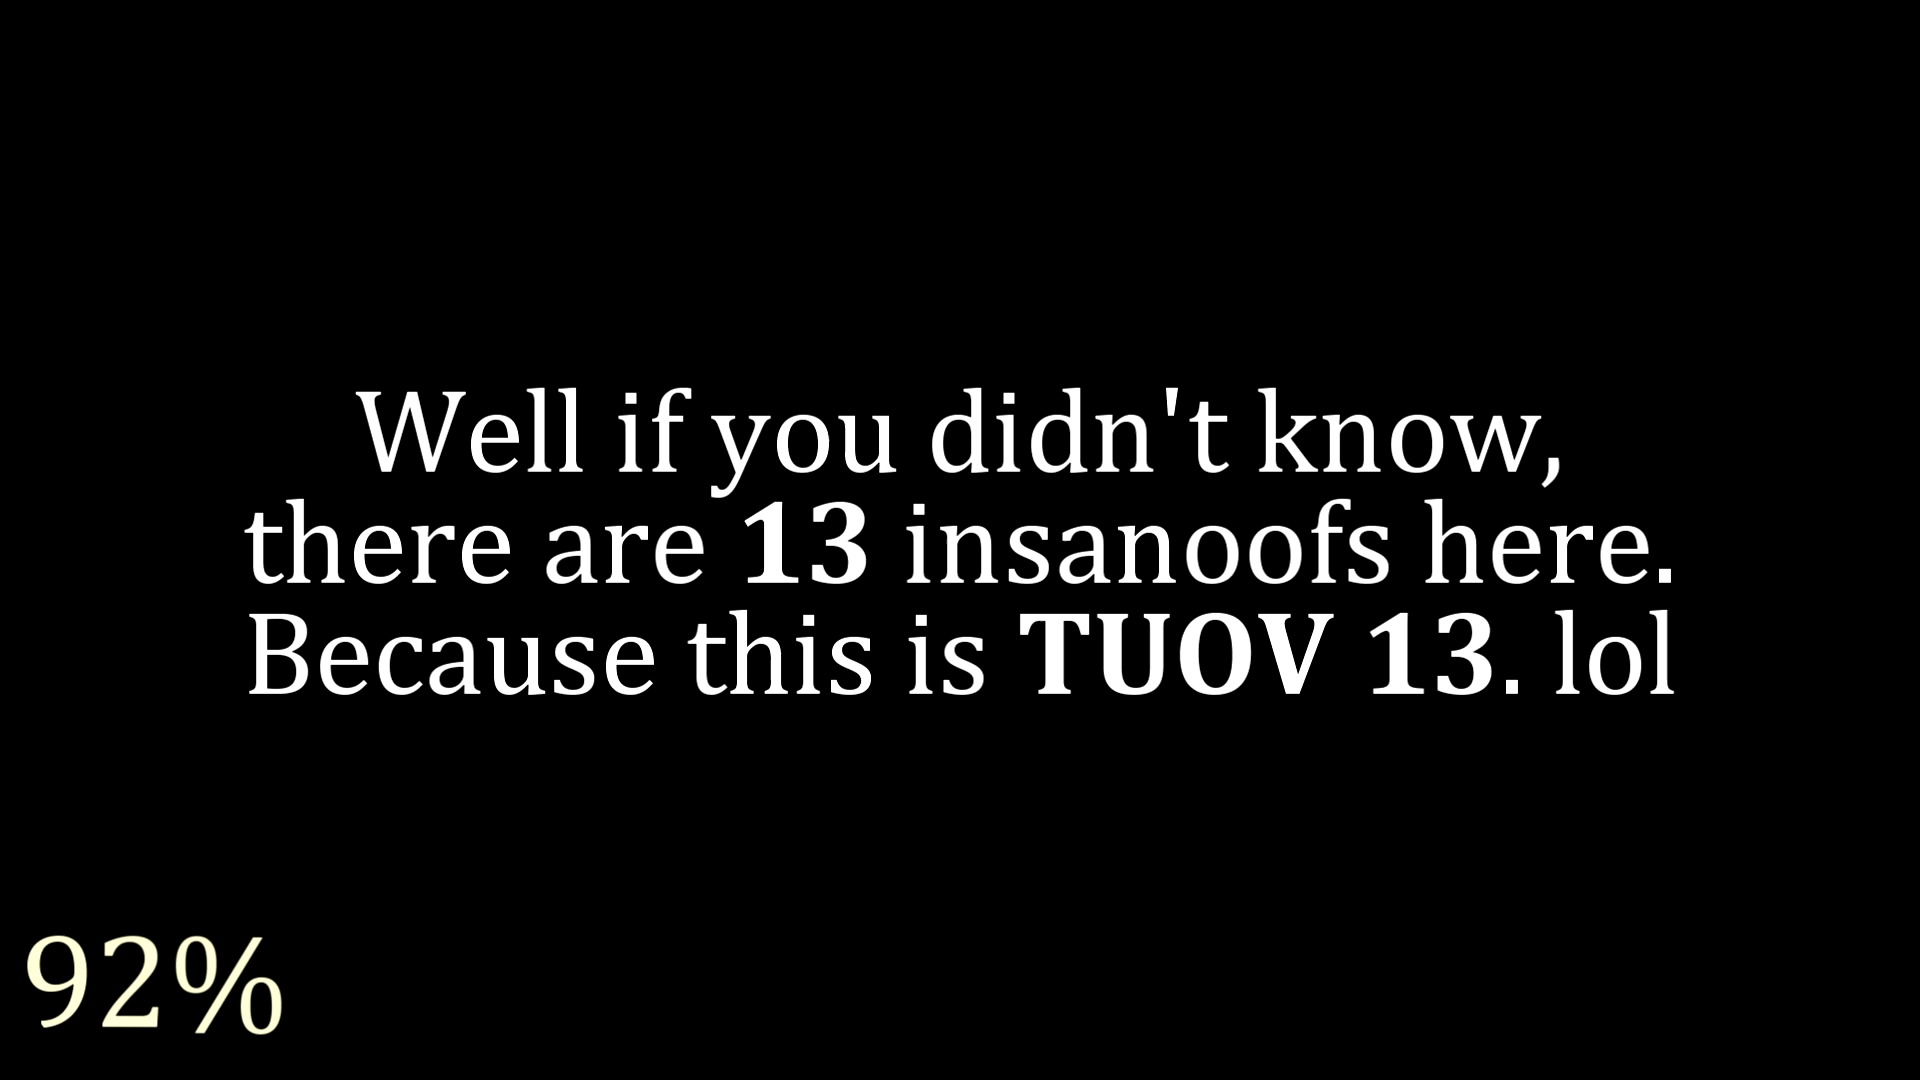 Well if you didn't know,
there are 13 insanoofs here.
Because this is TUOV 13. lol
92%